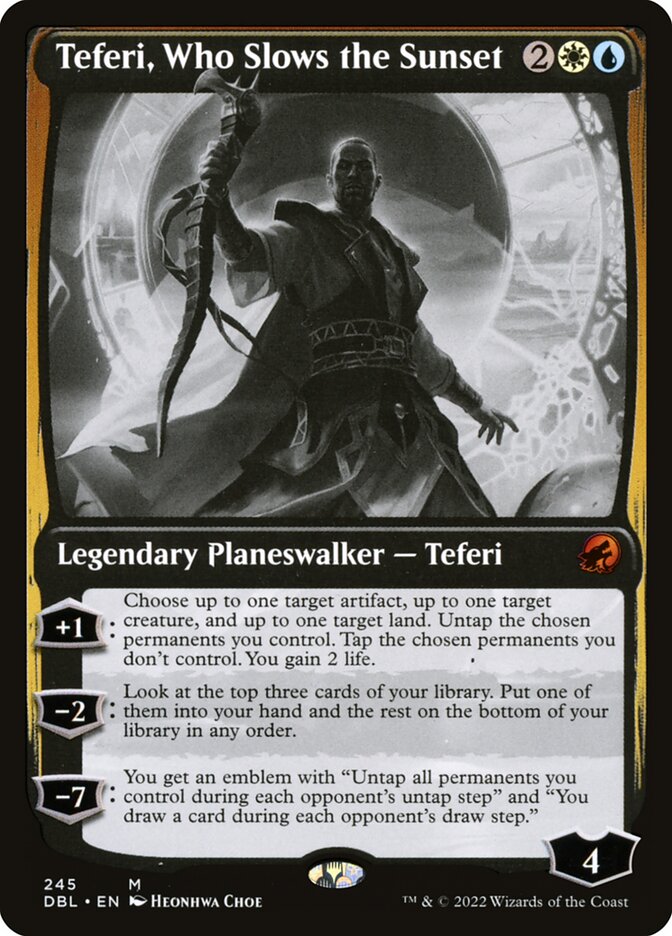 Teferi, Who Slows the Sunset 2
Legendary Planeswalker — Teferi
+1: Choose up to one target artifact, up to one target
creature, and up to one target land. Untap the chosen
permanents you control. Tap the chosen permanents you
don't control. You gain 2 life.
-2: Look at the top three cards of your library. Put one of
them into your hand and the rest on the bottom of your
library in any order.
-7: You get an emblem with “Untap all permanents you
control during each opponent's untap step” and “You
draw a card during each opponent's draw step.”
4
245 M
DBL • EN Heonhwa Choe ™ & © 2022 Wizards of the Coast